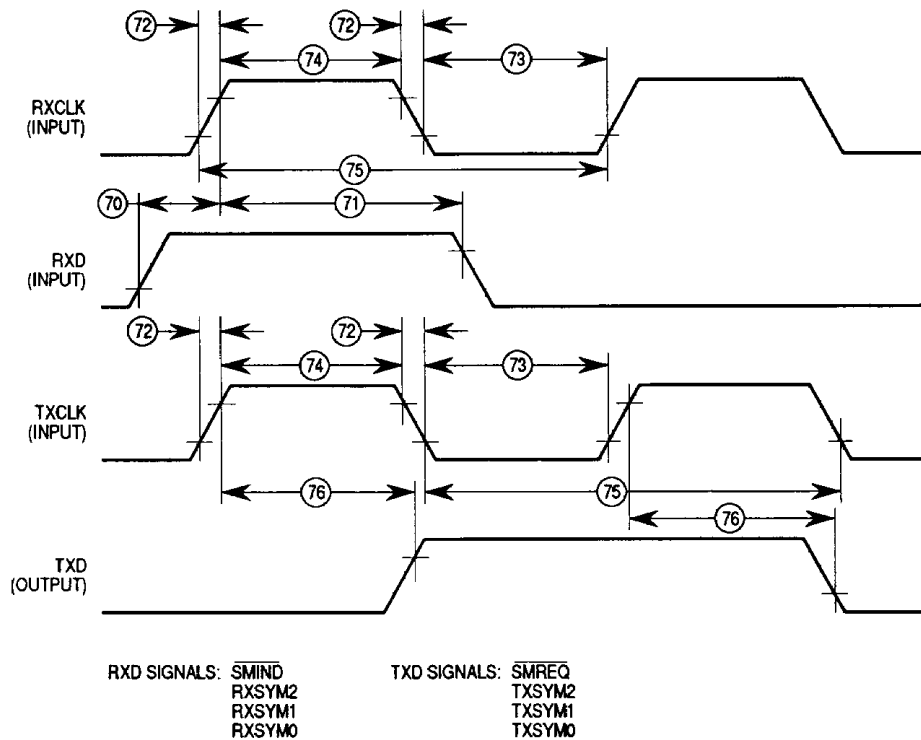 72 72
74 73
RXCLK
(INPUT)
75
70 71
RXD
(INPUT)
72 72
74 73
TXCLK
(INPUT)
76 75
76
TXD
(OUTPUT)
RXD SIGNALS: SMIND TXD SIGNALS: SMREQ
RXSYM2 TXSYM2
RXSYM1 TXSYM1
RXSYM0 TXSYM0